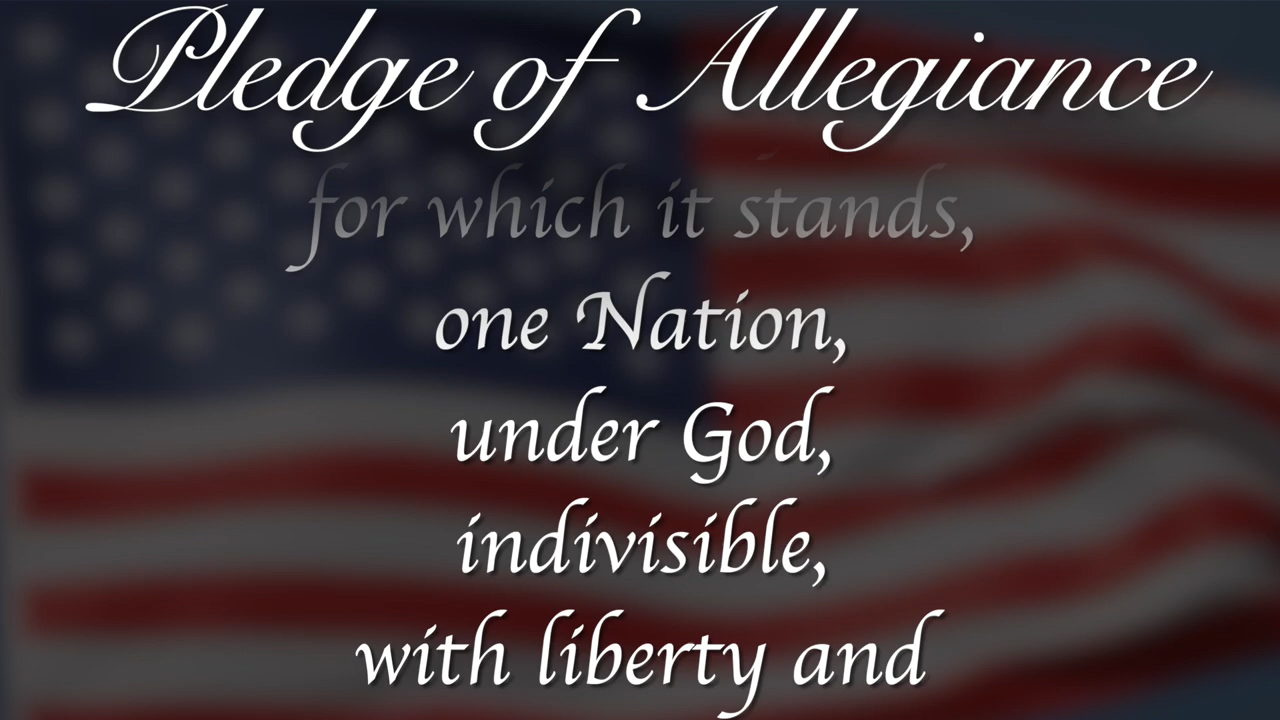 Pledge of Allegiance
for which it stands,
one Nation,
under God,
indivisible,
with liberty and